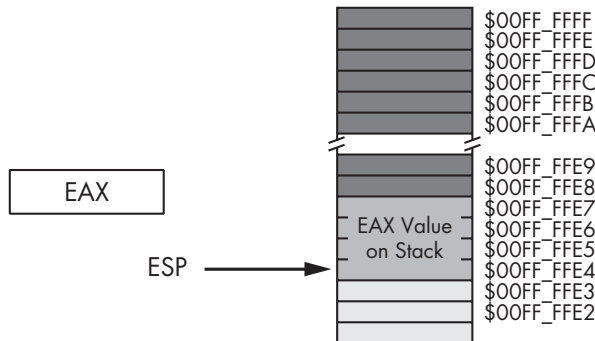 $00FF_FFFF
$00FF_FFFE
$00FF_FFFD
$00FF_FFFC
$00FF_FFFB
$00FF_FFFA
$00FF_FFE9
$00FF_FFE8
$00FF_FFE7
$00FF_FFE6
$00FF_FFE5
$00FF_FFE4
$00FF_FFE3
$00FF_FFE2
EAX
EAX Value
on Stack
ESP